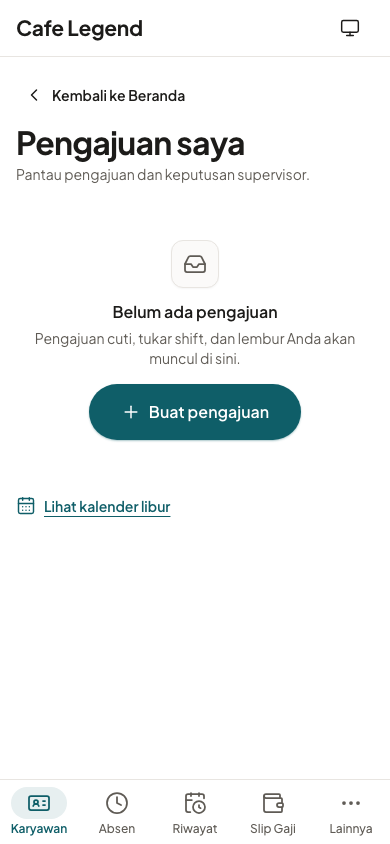 Cafe Legend
Kembali ke Beranda
Pengajuan saya
Pantau pengajuan dan keputusan supervisor.
Belum ada pengajuan
Pengajuan cuti, tukar shift, dan lembur Anda akan
muncul di sini.
Buat pengajuan
Lihat kalender libur
Karyawan
Absen
Riwayat
Slip Gaji
Lainnya